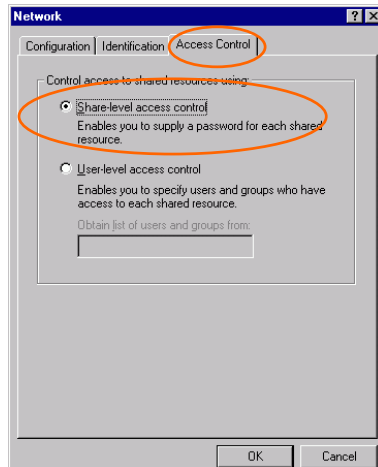 Network
Configuration Identification Access Control
Control access to shared resources using:
Share-level access control
Enables you to supply a password for each shared
resource.
User-level access control
Enables you to specify users and groups who have
access to each shared resource.
Obtain list of users and groups from:
OK Cancel